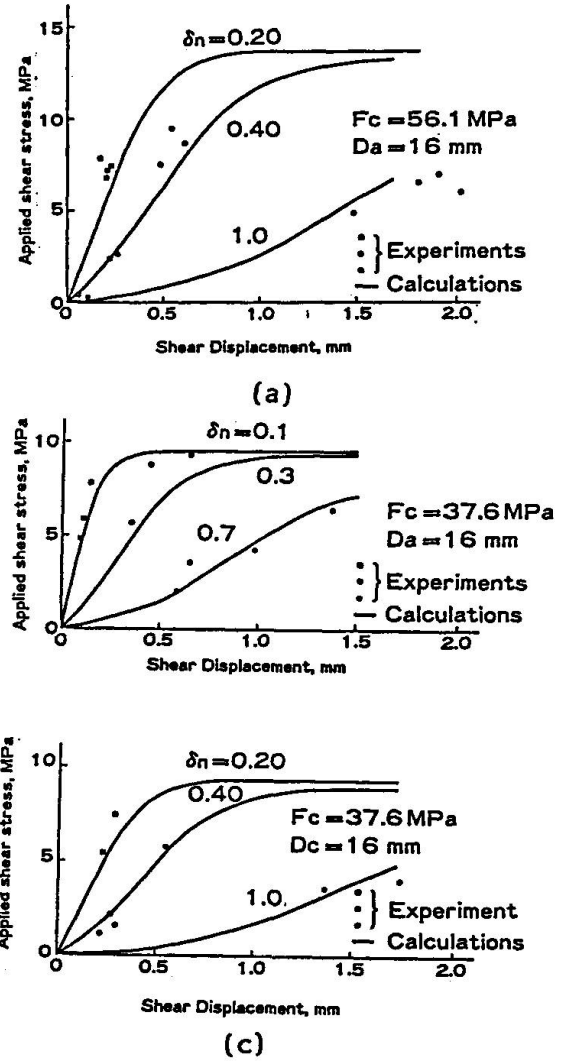 Applied shear stress, MPa
15
10
5
0
δn=0.20
0.40
1.0
Fc=56.1 MPa
Da=16 mm
Experiments
Calculations
0 0.5 1.0 1.5 2.0
Shear Displacement, mm
(a)
Applied shear stress, MPa
10
5
0
δn=0.1
0.3
0.7
Fc=37.6 MPa
Da=16 mm
Experiments
Calculations
0 0.5 1.0 1.5 2.0
Shear Displacement, mm
Applied shear stress, MPa
10
5
0
δn=0.20
0.40
1.0.
Fc=37.6 MPa
Dc=16 mm
Experiment
Calculations
0 0.5 1.0 1.5 2.0
Shear Displacement, mm
(c)